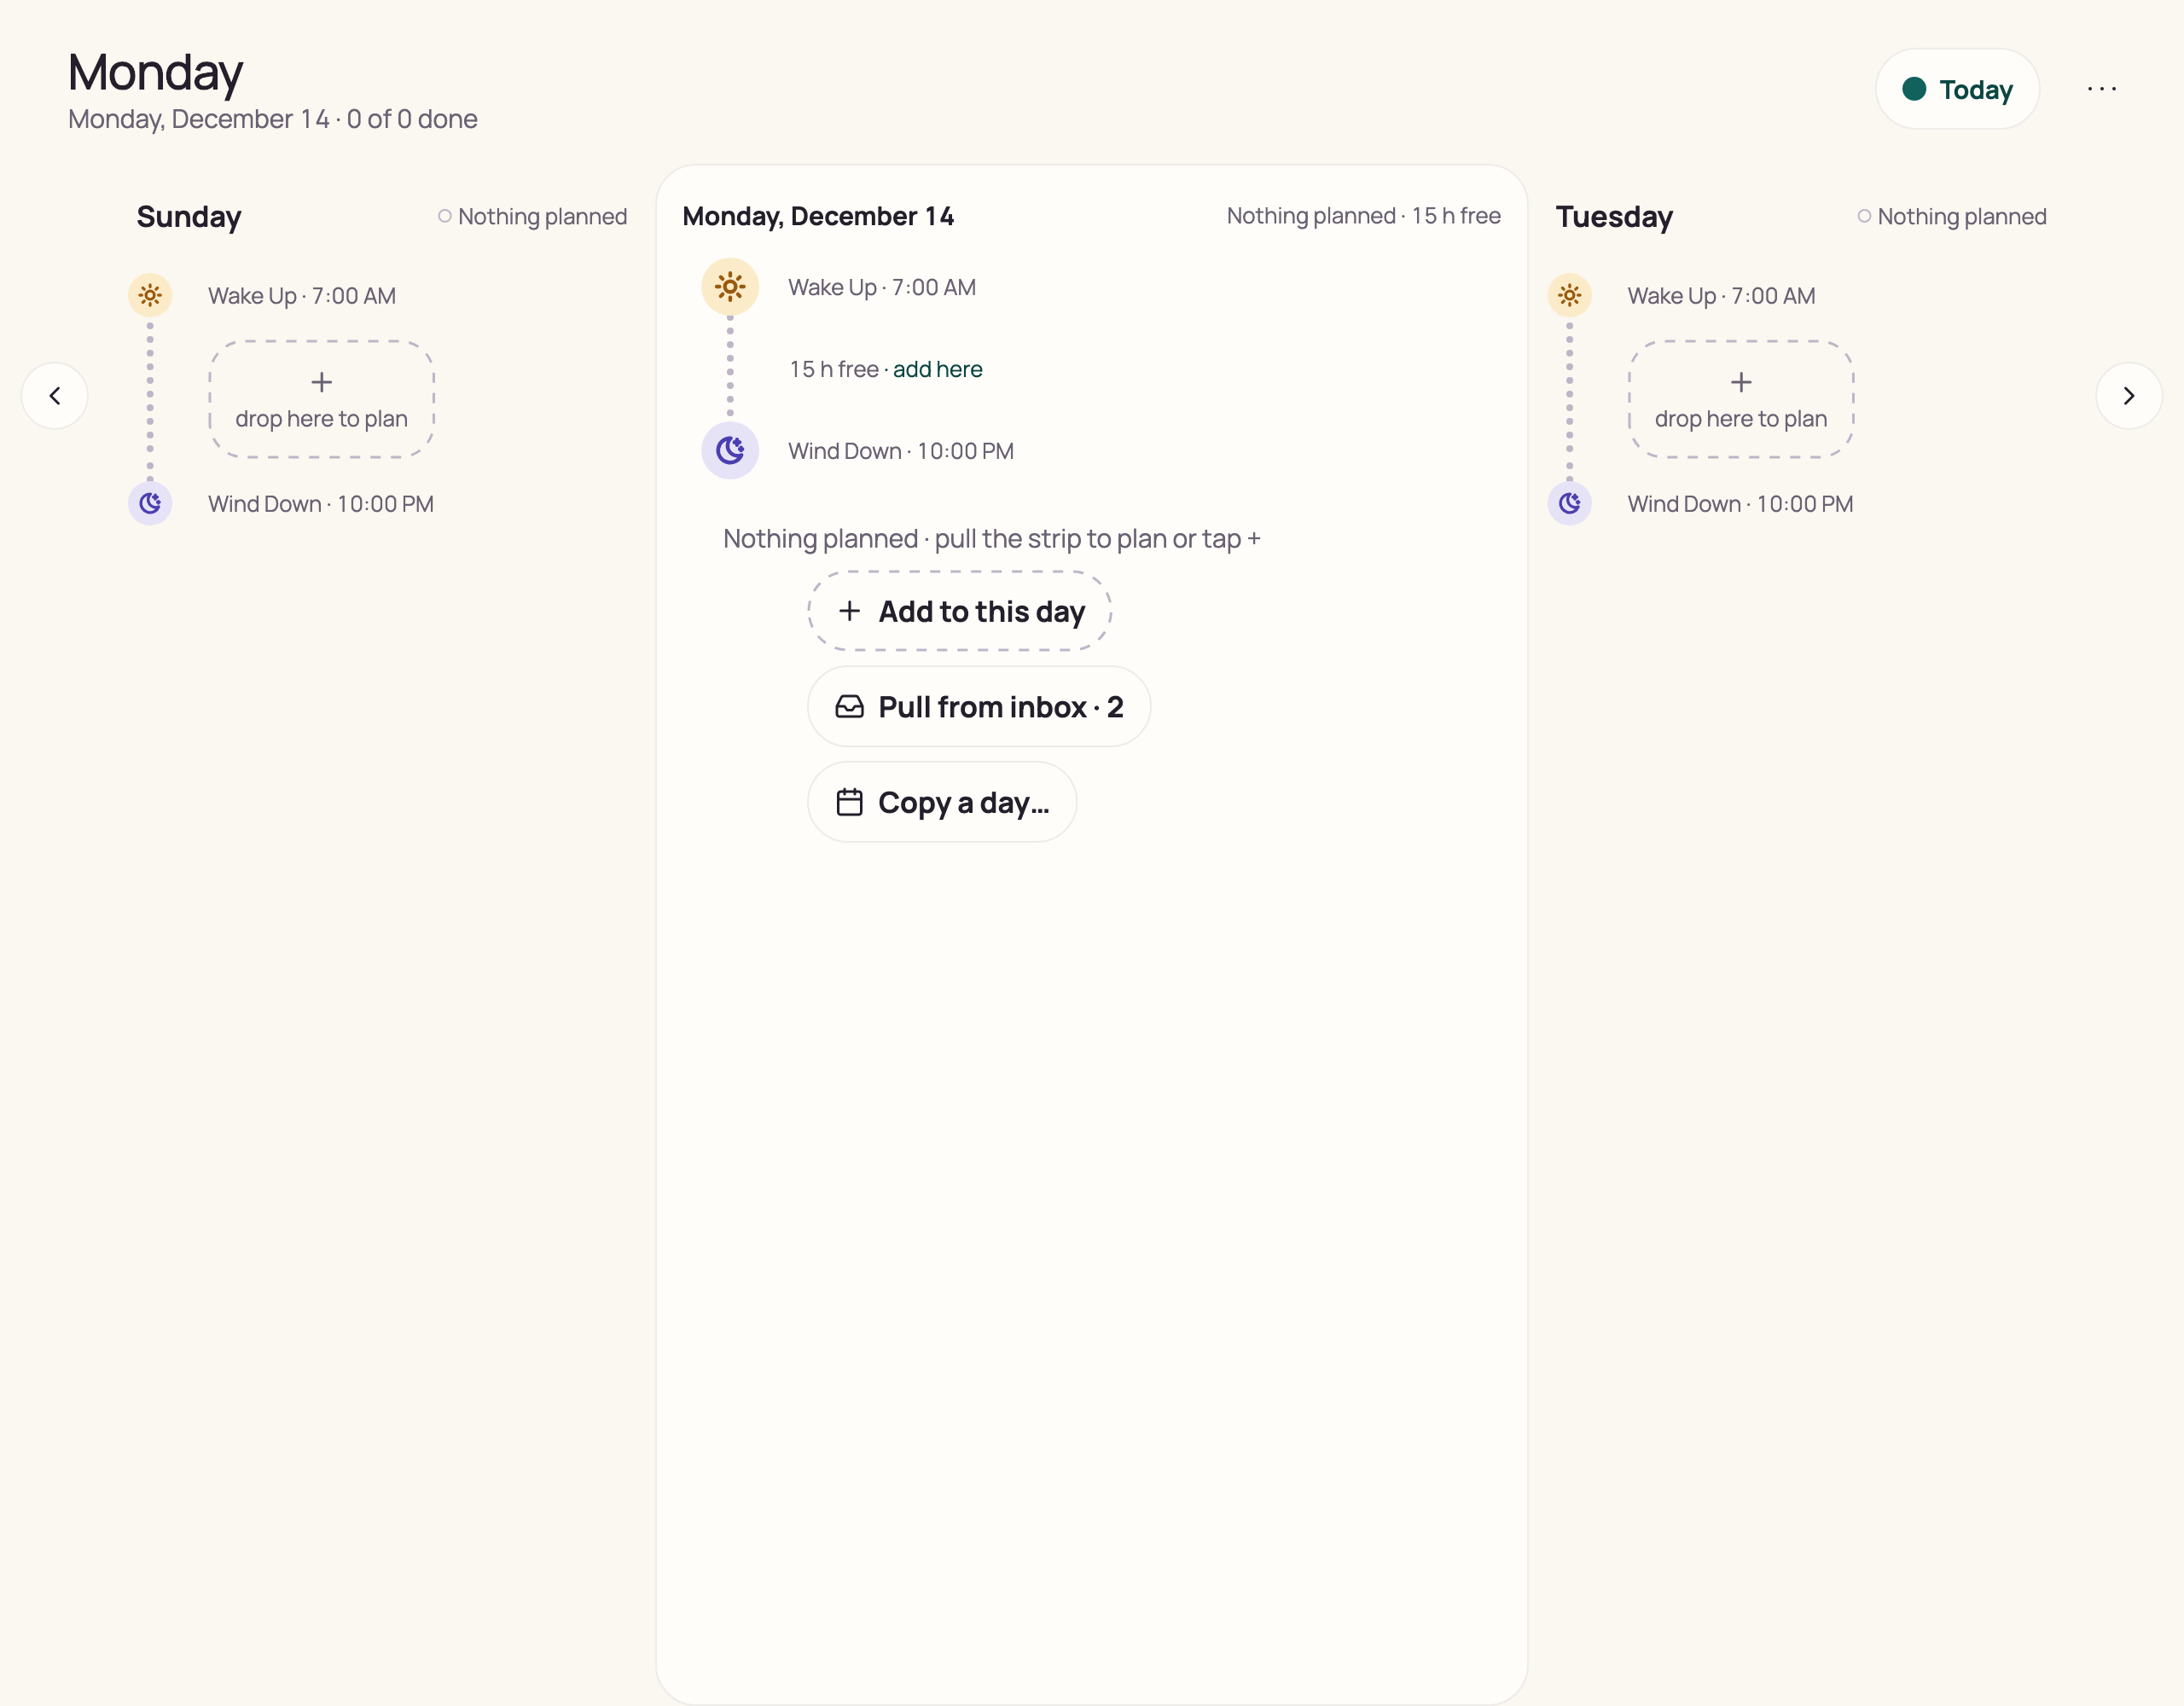 Monday
Monday, December 14 · 0 of 0 done
Today
Sunday
Nothing planned
Wake Up · 7:00 AM
drop here to plan
Wind Down · 10:00 PM
Monday, December 14
Nothing planned · 15 h free
Wake Up · 7:00 AM
15 h free · add here
Wind Down · 10:00 PM
Nothing planned · pull the strip to plan or tap +
Add to this day
Pull from inbox · 2
Copy a day…
Tuesday
Nothing planned
Wake Up · 7:00 AM
drop here to plan
Wind Down · 10:00 PM